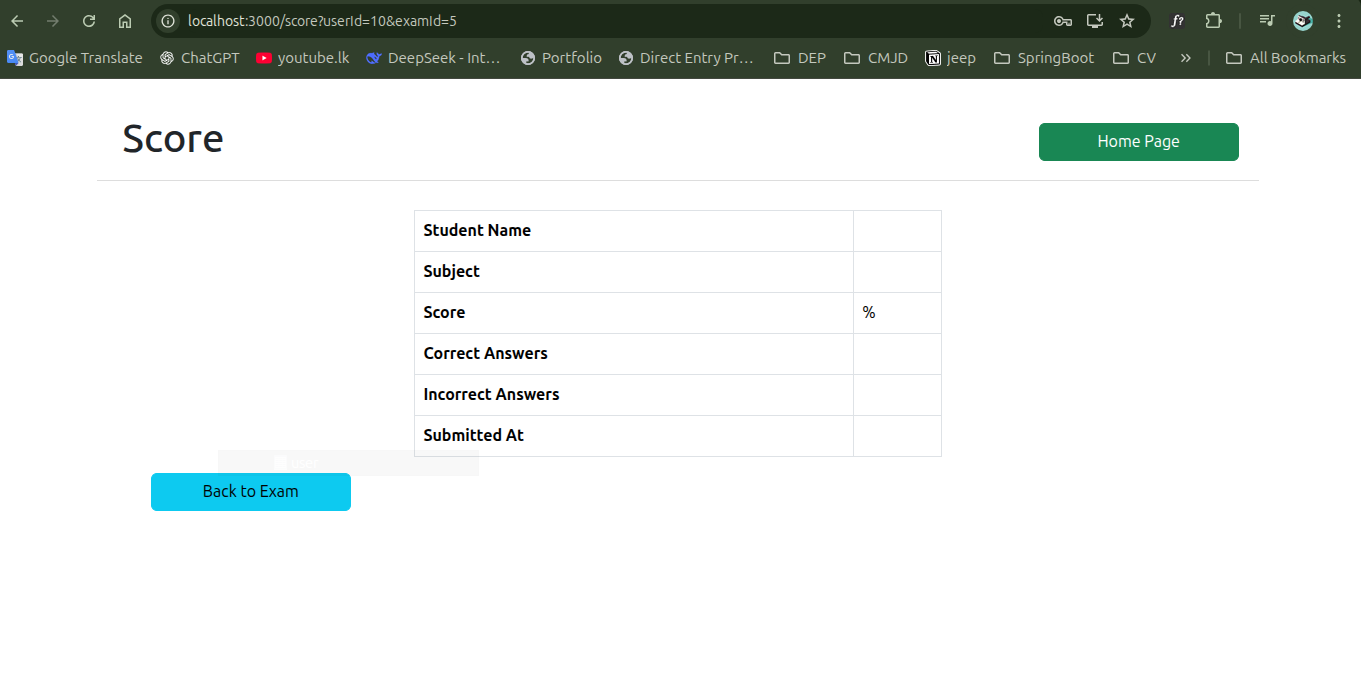 localhost:3000/score?userId=10&examId=5
f?
Google Translate ChatGPT youtube.lk DeepSeek - Int… Portfolio Direct Entry Pr… DEP CMJD jeep SpringBoot CV » All Bookmarks
Score
Home Page
Student Name
Subject
Score %
Correct Answers
Incorrect Answers
Submitted At
Back to Exam